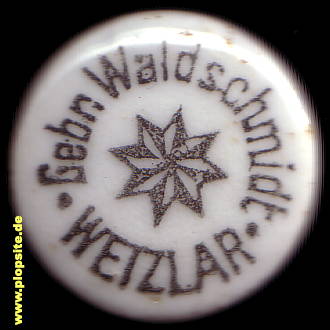 Gebr. Waldschmidt
• WETZLAR •
www.plopsite.de